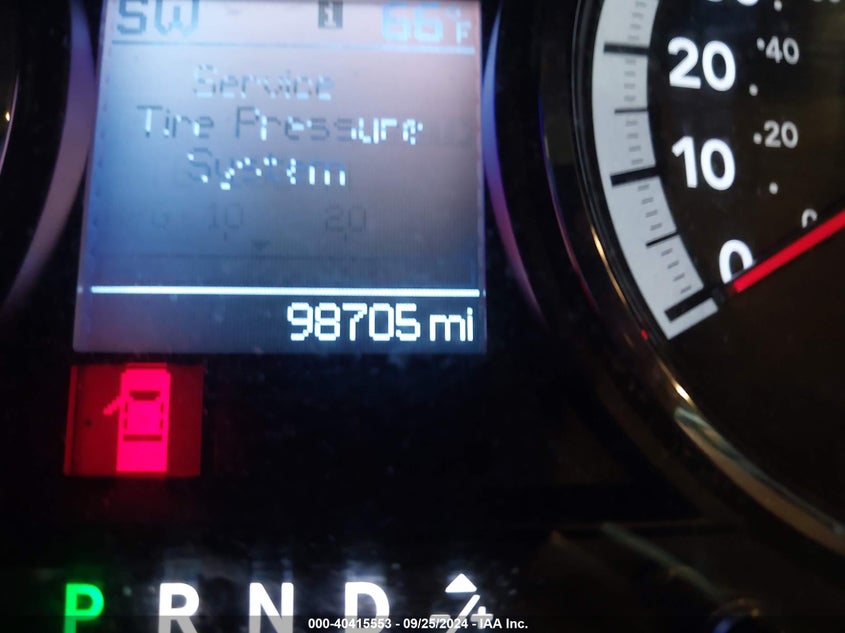 SW i 66°F
Service
Tire Pressure
System
10 20
98705 mi
20 40
10 20
0 0
P R N D -/+
000-40415553 - 09/25/2024 - IAA Inc.